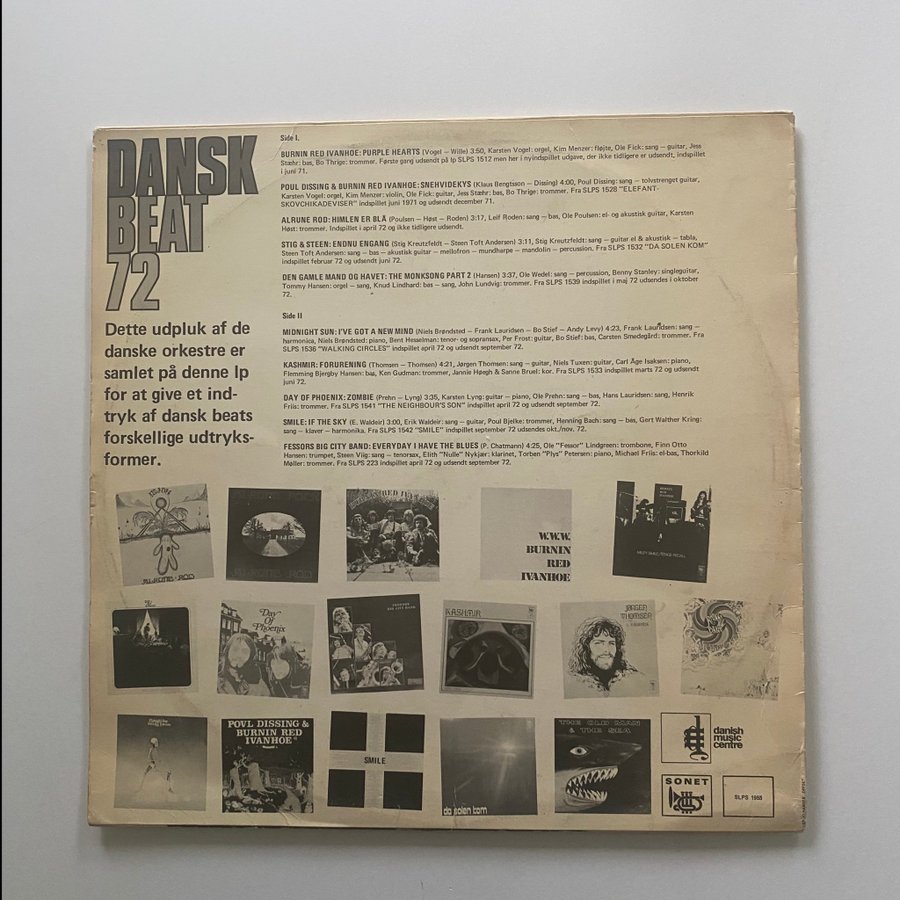 DANSK
BEAT
72
Dette udpluk af de
danske orkestre er
samlet på denne lp
for at give et ind-
tryk af dansk beats
forskellige udtryks-
former.
Side I.
BURNIN RED IVANHOE: PURPLE HEARTS (Vogel – Wille) 3:50, Karsten Vogel: orgel, Kim Menzer: fløjte, Ole Fick: sang – guitar, Jess
Stæhr: bas, Bo Thrige: trommer. Første gang udsendt på lp SLPS 1512 men her i nyindspillet udgave, der ikke tidligere er udsendt, indspillet
i juni 71.
POUL DISSING & BURNIN RED IVANHOE: SNEHVIDEKYS (Klaus Bengtsson – Dissing) 4:00, Poul Dissing: sang – tolvstrenget guitar,
Karsten Vogel: orgel, Kim Menzer: violin, Ole Fick: guitar, Jess Stæhr: bas, Bo Thrige: trommer. Fra SLPS 1528 "ELEFANT-
SKOVCHIKADEVISER" indspillet juni 1971 og udsendt december 71.
ALRUNE ROD: HIMLEN ER BLÅ (Poulsen – Høst – Roden) 3:17, Leif Roden: sang – bas, Ole Poulsen: el- og akustisk guitar, Karsten
Høst: trommer. Indspillet i april 72 og ikke tidligere udsendt.
STIG & STEEN: ENDNU ENGANG (Stig Kreutzfeldt – Steen Toft Andersen) 3:11, Stig Kreutzfeldt: sang – guitar el & akustisk – tabla,
Steen Toft Andersen: sang – bas – akustisk guitar – mellofron – mundharpe – mandolin – percussion. Fra SLPS 1532 "DA SOLEN KOM"
indspillet februar 72 og udsendt juni 72.
DEN GAMLE MAND OG HAVET: THE MONKSONG PART 2 (Hansen) 3:37, Ole Wedel: sang – percussion, Benny Stanley: singleguitar,
Tommy Hansen: orgel – sang, Knud Lindhard: bas – sang, John Lundvig: trommer. Fra SLPS 1539 indspillet i maj 72 udsendes i oktober
72.
Side II
MIDNIGHT SUN: I'VE GOT A NEW MIND (Niels Brøndsted – Frank Lauridsen – Bo Stief – Andy Levy) 4:23, Frank Lauridsen: sang –
harmonica, Niels Brøndsted: piano, Bent Hesselmann: tenor- og sopransax, Per Frost: guitar, Bo Stief: bas, Carsten Smedegård: trommer. Fra
SLPS 1536 "WALKING CIRCLES" indspillet april 72 og udsendt september 72.
KASHMIR: FORURENING (Thomsen – Thomsen) 4:21, Jørgen Thomsen: sang – guitar, Niels Tuxen: guitar, Carl Åge Isaksen: piano,
Flemming Bjergby Hansen: bas, Ken Gudman: trommer, Jannie Høegh & Sanne Bruel: kor. Fra SLPS 1533 indspillet marts 72 og udsendt
juni 72.
DAY OF PHOENIX: ZOMBIE (Prehn – Lyng) 3:35, Karsten Lyng: guitar – piano, Ole Prehn: sang – bas, Hans Lauridsen: sang, Henrik
Friis: trommer. Fra SLPS 1541 "THE NEIGHBOUR'S SON" indspillet april 72 og udsendt september 72.
SMILE: IF THE SKY (E. Waldeir) 3:00, Erik Waldeir: sang – guitar, Poul Bjelke: trommer, Henning Bach: sang – bas, Gert Walther Kring:
sang – klaver – harmonika. Fra SLPS 1542 "SMILE" indspillet september 72 udsendes okt./nov. 72.
FESSORS BIG CITY BAND: EVERYDAY I HAVE THE BLUES (P. Chatmann) 4:25, Ole "Fessor" Lindgreen: trombone, Finn Otto
Hansen: trumpet, Steen Vig: sang – tenorsax, Elith "Nulle" Nykjær: klarinet, Torben "Plys" Petersen: piano, Michael Friis: el-bas, Thorkild
Møller: trommer. Fra SLPS 223 indspillet april 72 og udsendt september 72.
ALRUNE ROD
W.W.W.
BURNIN
RED
IVANHOE
Day
Of
Phoenix
KASHMIR
JØRGEN
THOMSEN
POVL DISSING &
BURNIN RED
IVANHOE
SMILE
da solen kom
THE OLD MAN
& THE SEA
danish
music
centre
SONET
SLPS 1955